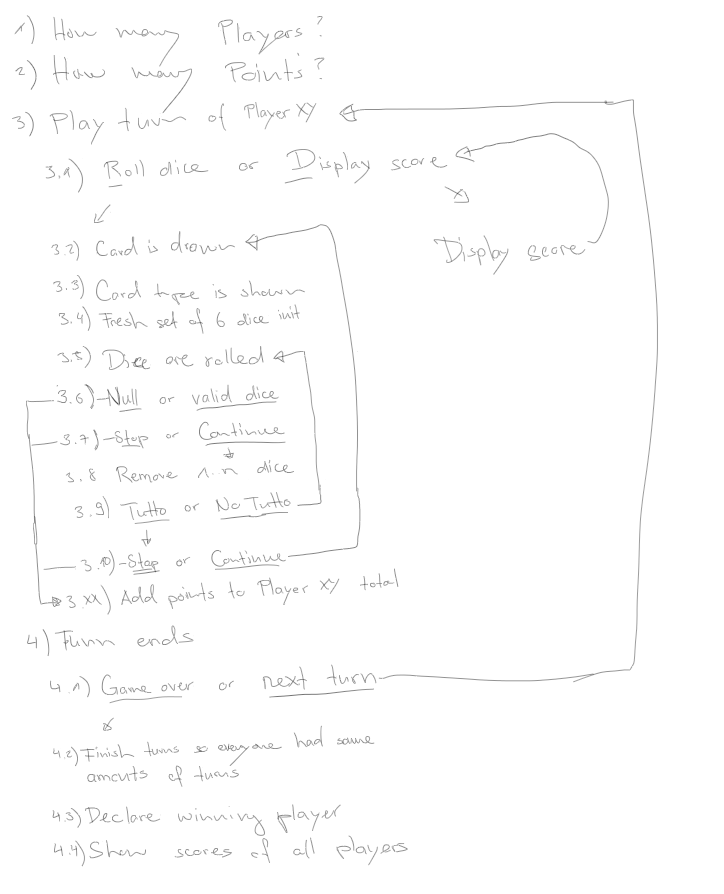 1) How many Players?
2) How many Points?
3) Play turn of Player XY
3.1) Roll dice or Display score
Display score
3.2) Card is drawn
3.3) Card type is shown
3.4) Fresh set of 6 dice init
3.5) Dice are rolled
3.6) Null or valid dice
3.7) Stop or Continue
3.8 Remove 1..n dice
3.9) Tutto or No Tutto
3.10) Stop or Continue
3.xx) Add points to Player XY total
4) Turn ends
4.1) Game over or next turn
4.2) Finish turns so everyone had same
amounts of turns
4.3) Declare winning player
4.4) Show scores of all players